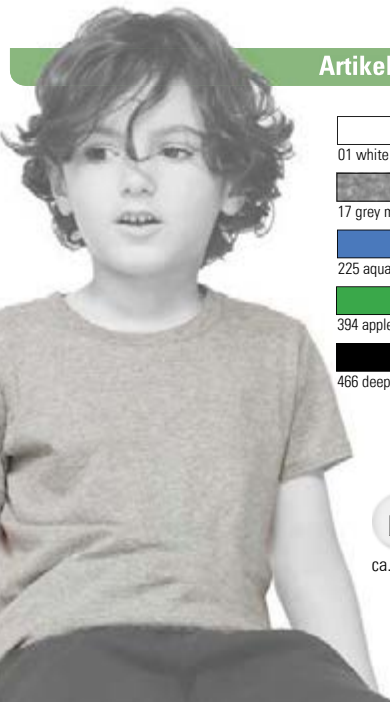 Artikel
01 white
17 grey m
225 aqua
394 apple
466 deep
ca.